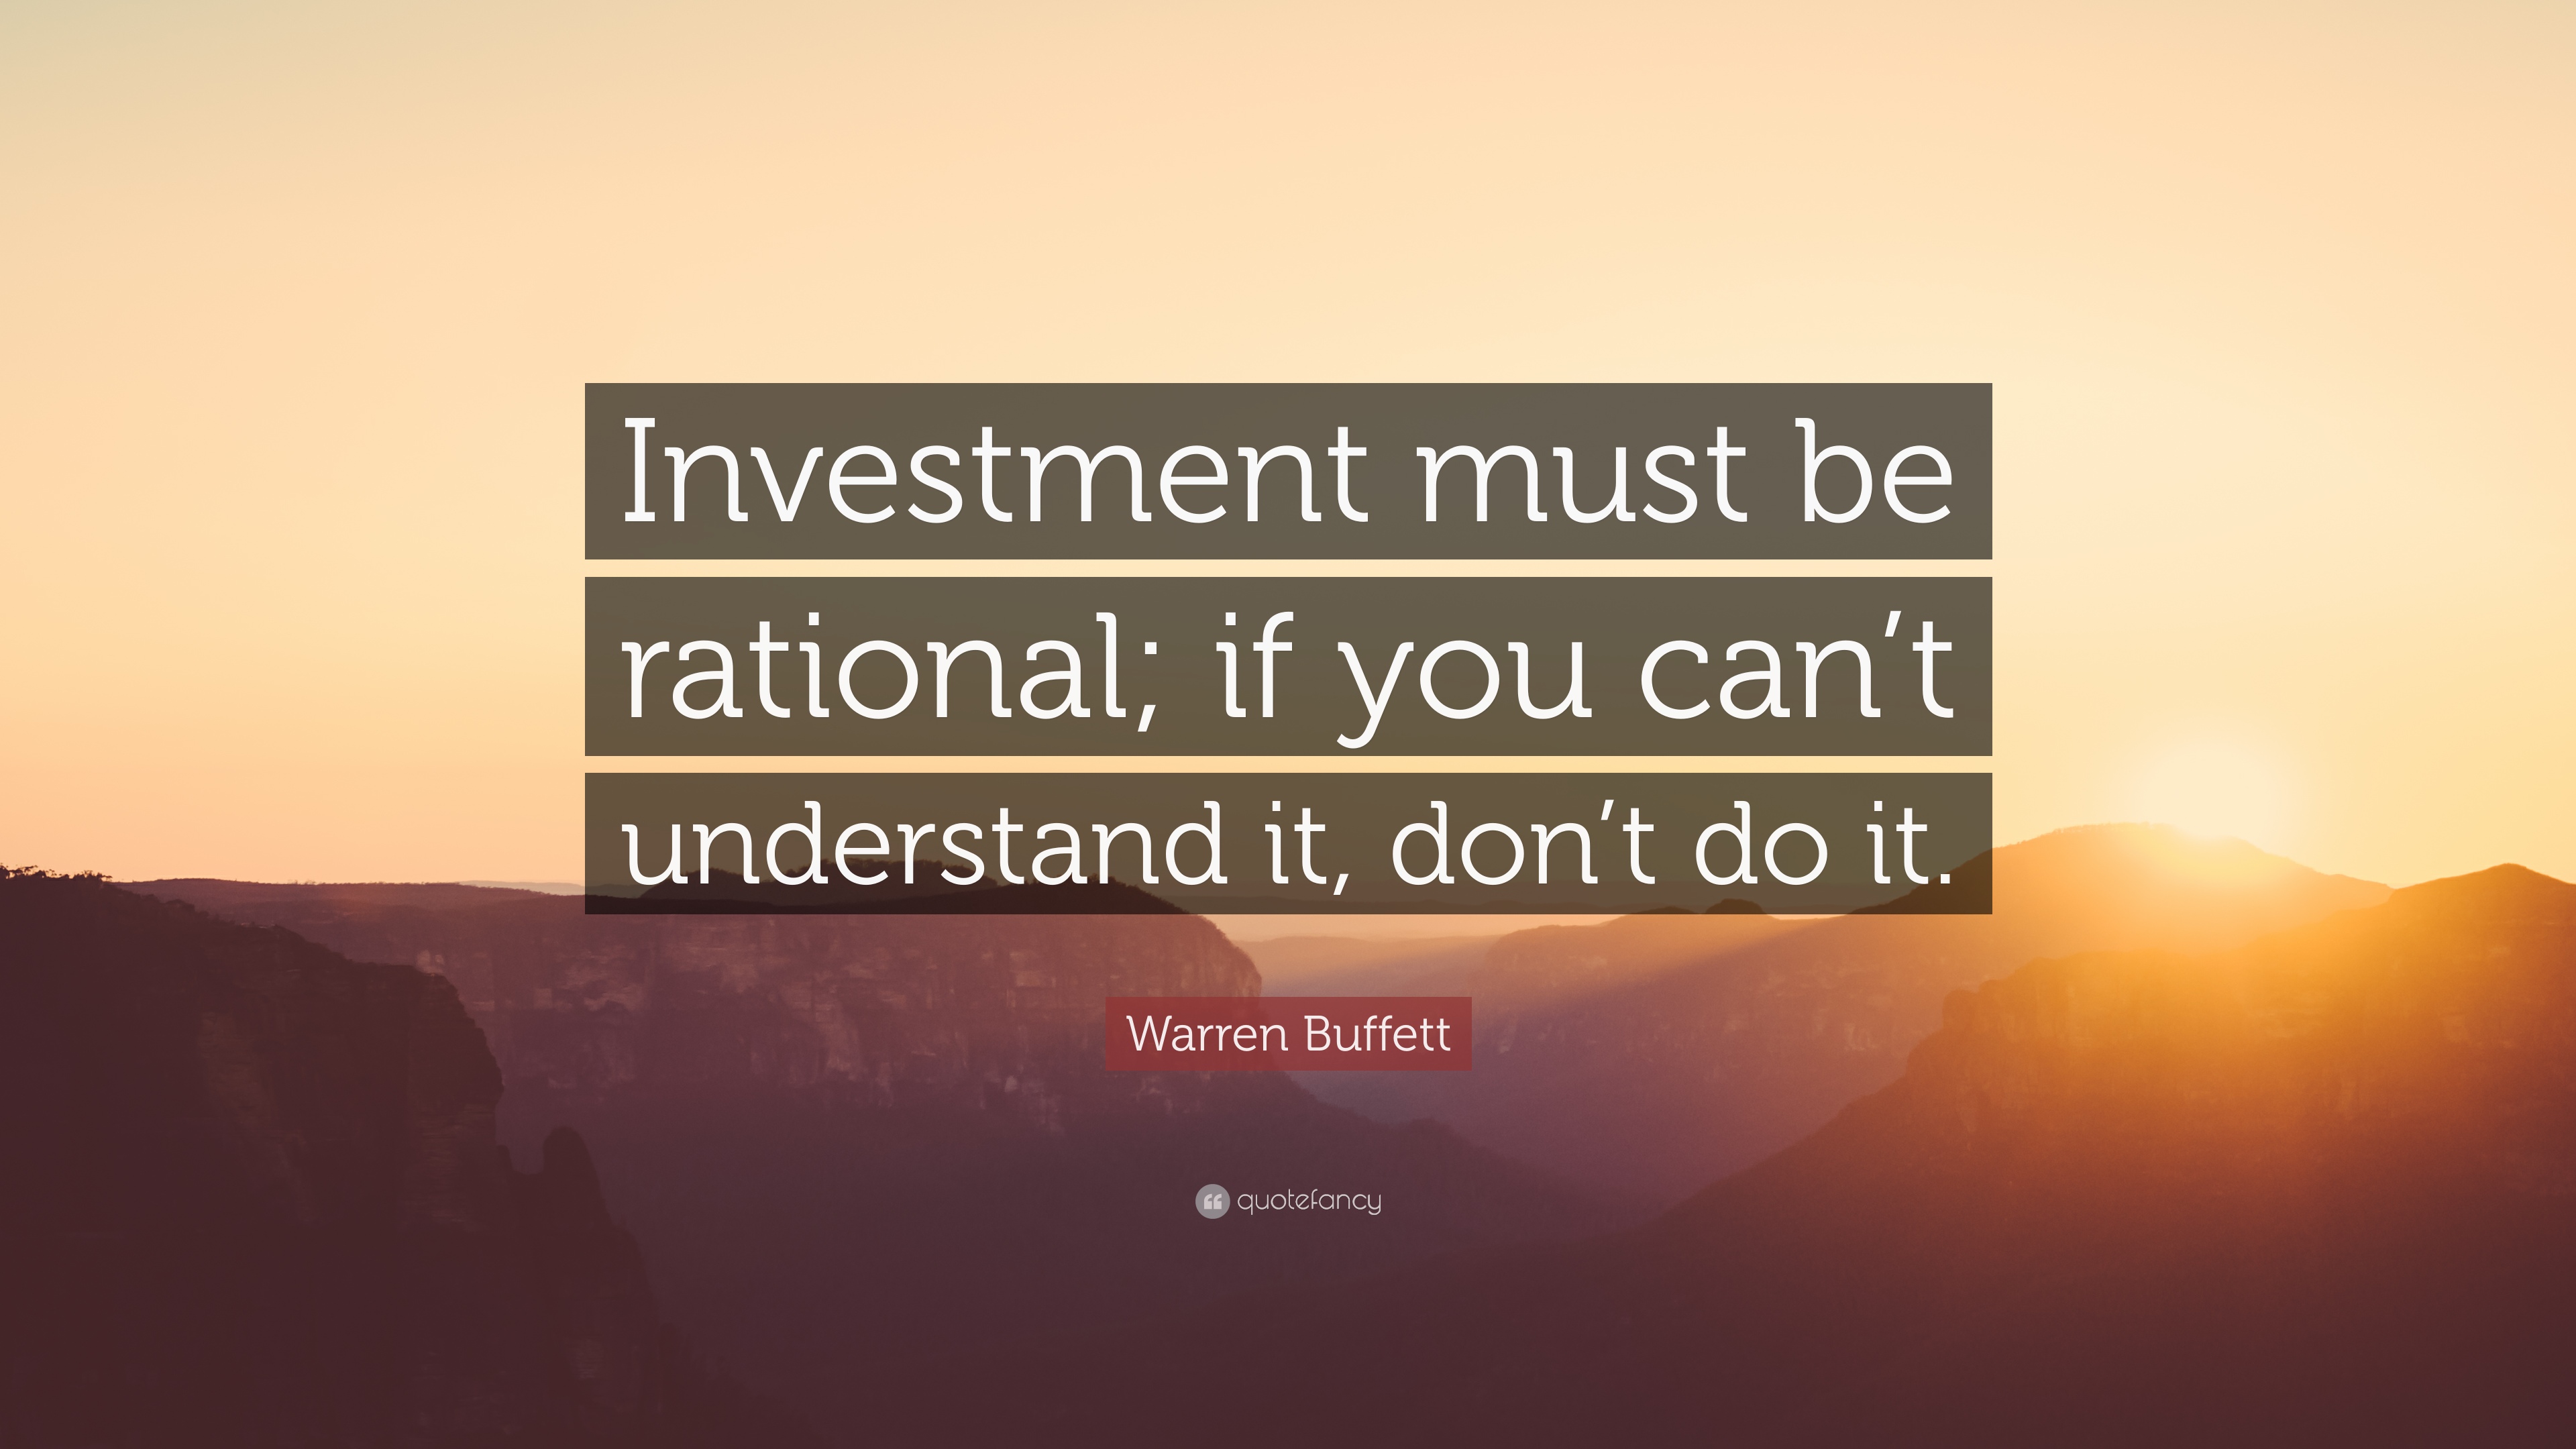 Investment must be
rational; if you can’t
understand it, don’t do it.
Warren Buffett
quotefancy